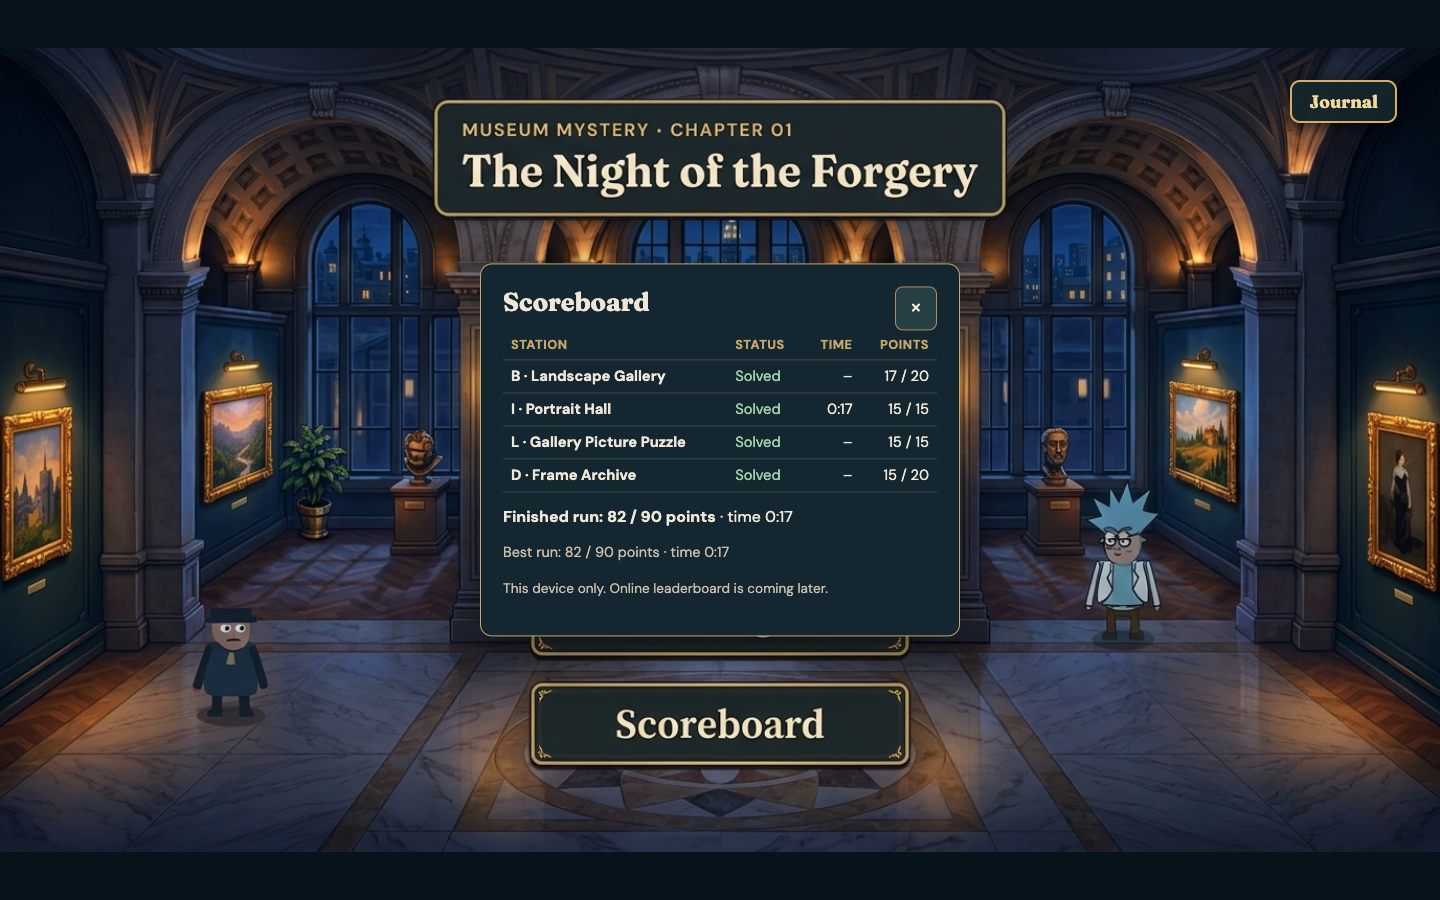 Journal
MUSEUM MYSTERY · CHAPTER 01
The Night of the Forgery
Scoreboard
×
STATION STATUS TIME POINTS
B · Landscape Gallery Solved – 17 / 20
I · Portrait Hall Solved 0:17 15 / 15
L · Gallery Picture Puzzle Solved – 15 / 15
D · Frame Archive Solved – 15 / 20
Finished run: 82 / 90 points · time 0:17
Best run: 82 / 90 points · time 0:17
This device only. Online leaderboard is coming later.
Scoreboard